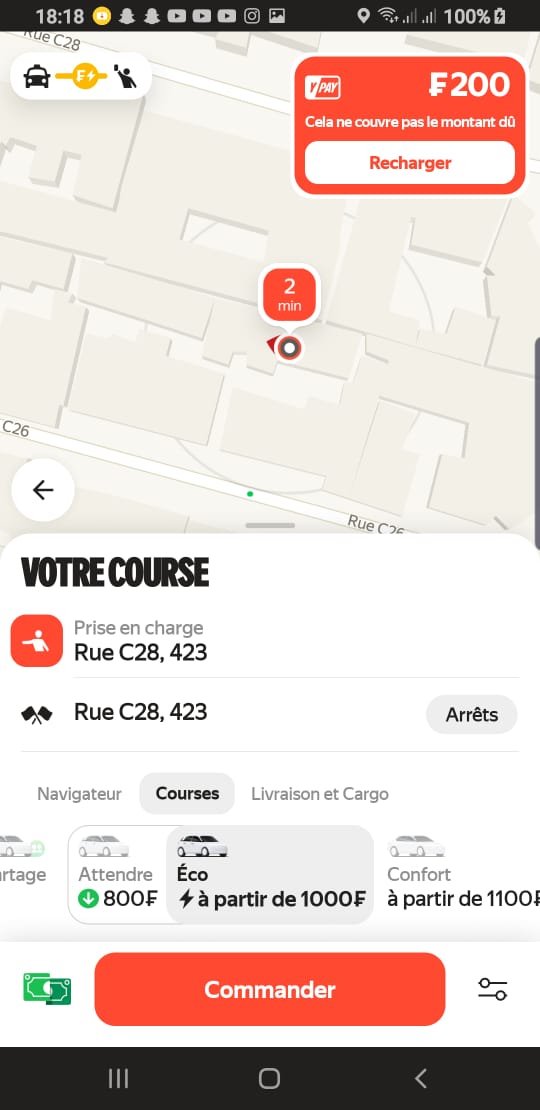 18:18
100%
Rue C28
F
Y PAY
₣200
Cela ne couvre pas le montant dû
Recharger
2
min
C26
Rue C26
VOTRE COURSE
Prise en charge
Rue C28, 423
Rue C28, 423
Arrêts
Navigateur
Courses
Livraison et Cargo
rtage
Attendre
800₣
Éco
à partir de 1000₣
Confort
à partir de 1100₣
Commander